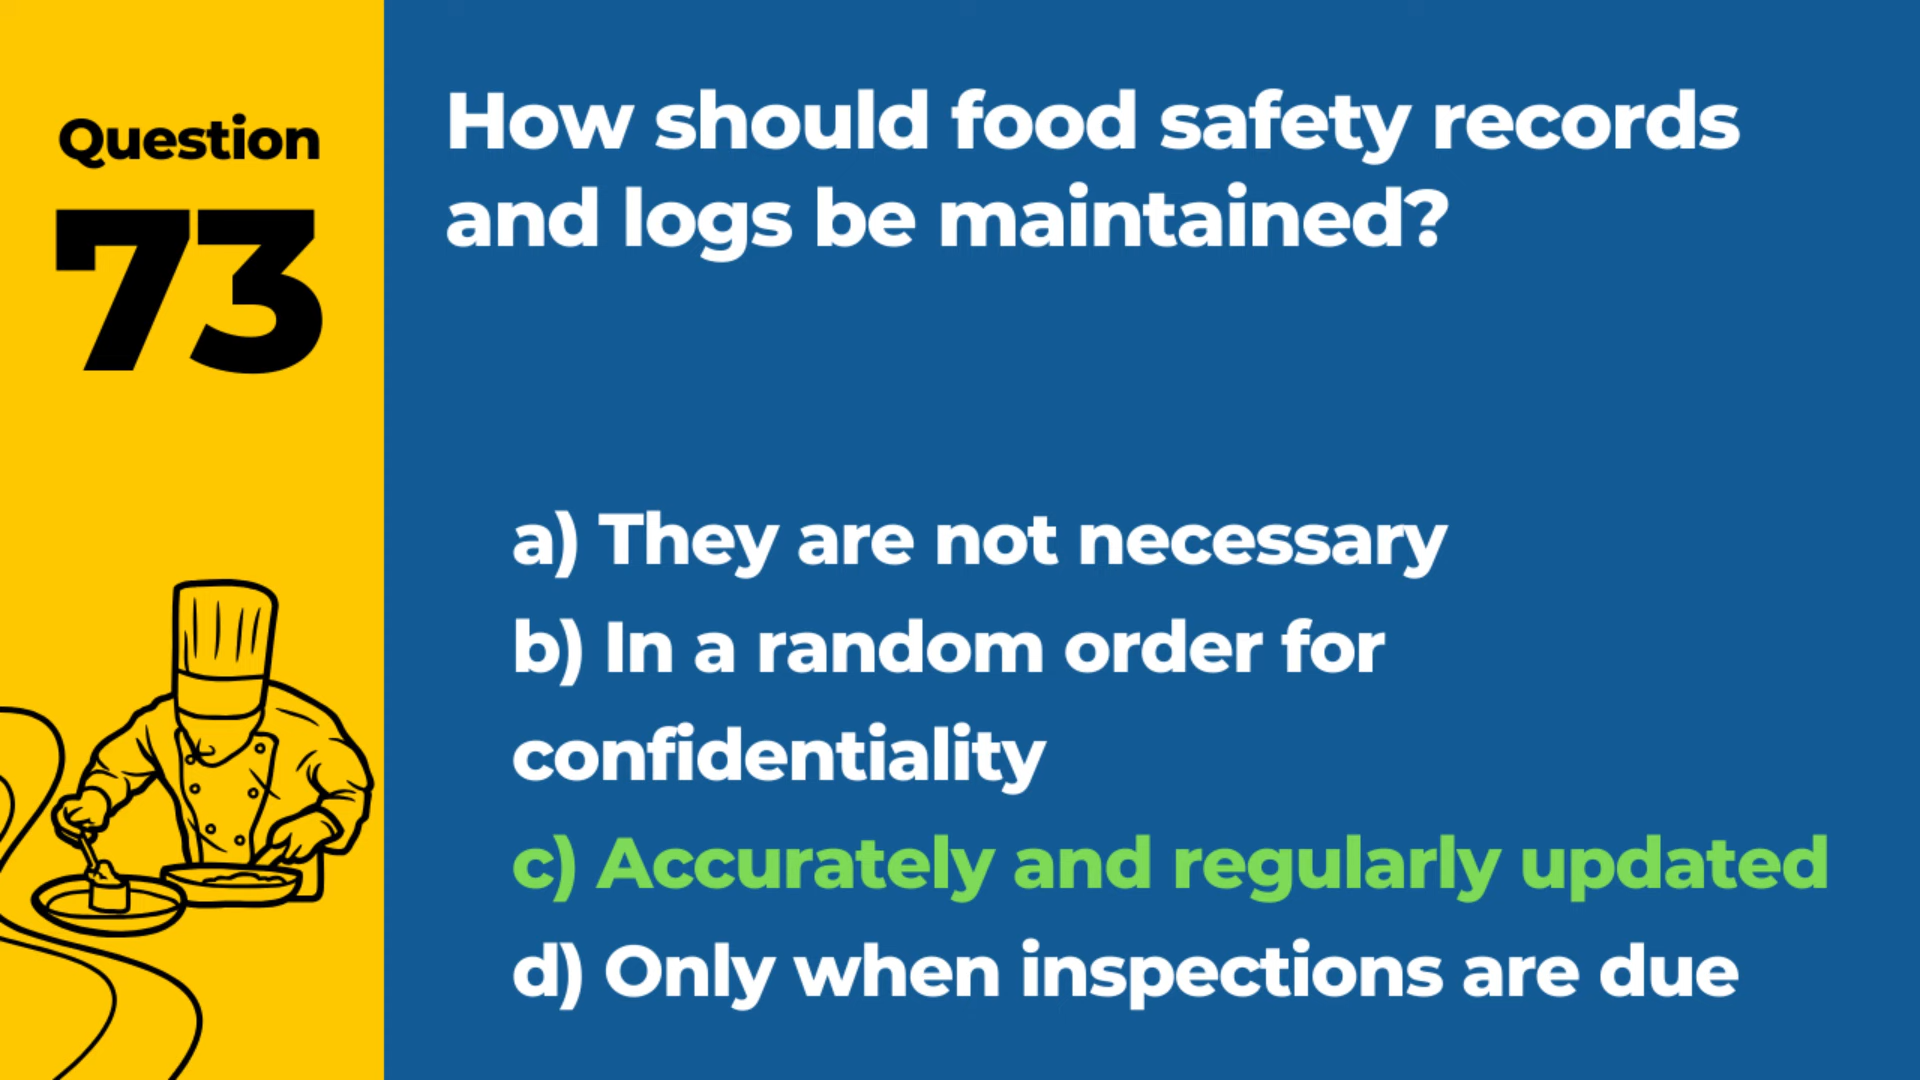 Question
73
How should food safety records
and logs be maintained?
a) They are not necessary
b) In a random order for
confidentiality
c) Accurately and regularly updated
d) Only when inspections are due